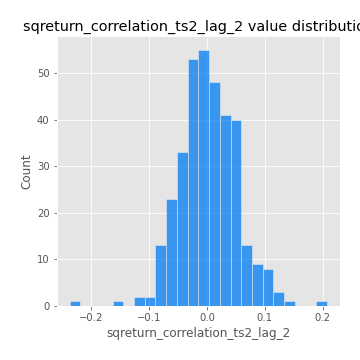 sqreturn_correlation_ts2_lag_2 value distributio
Count
50
40
30
20
10
0
−0.2 −0.1 0.0 0.1 0.2
sqreturn_correlation_ts2_lag_2